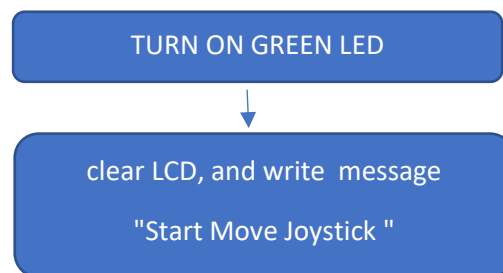 TURN ON GREEN LED
clear LCD, and write  message
"Start Move Joystick "